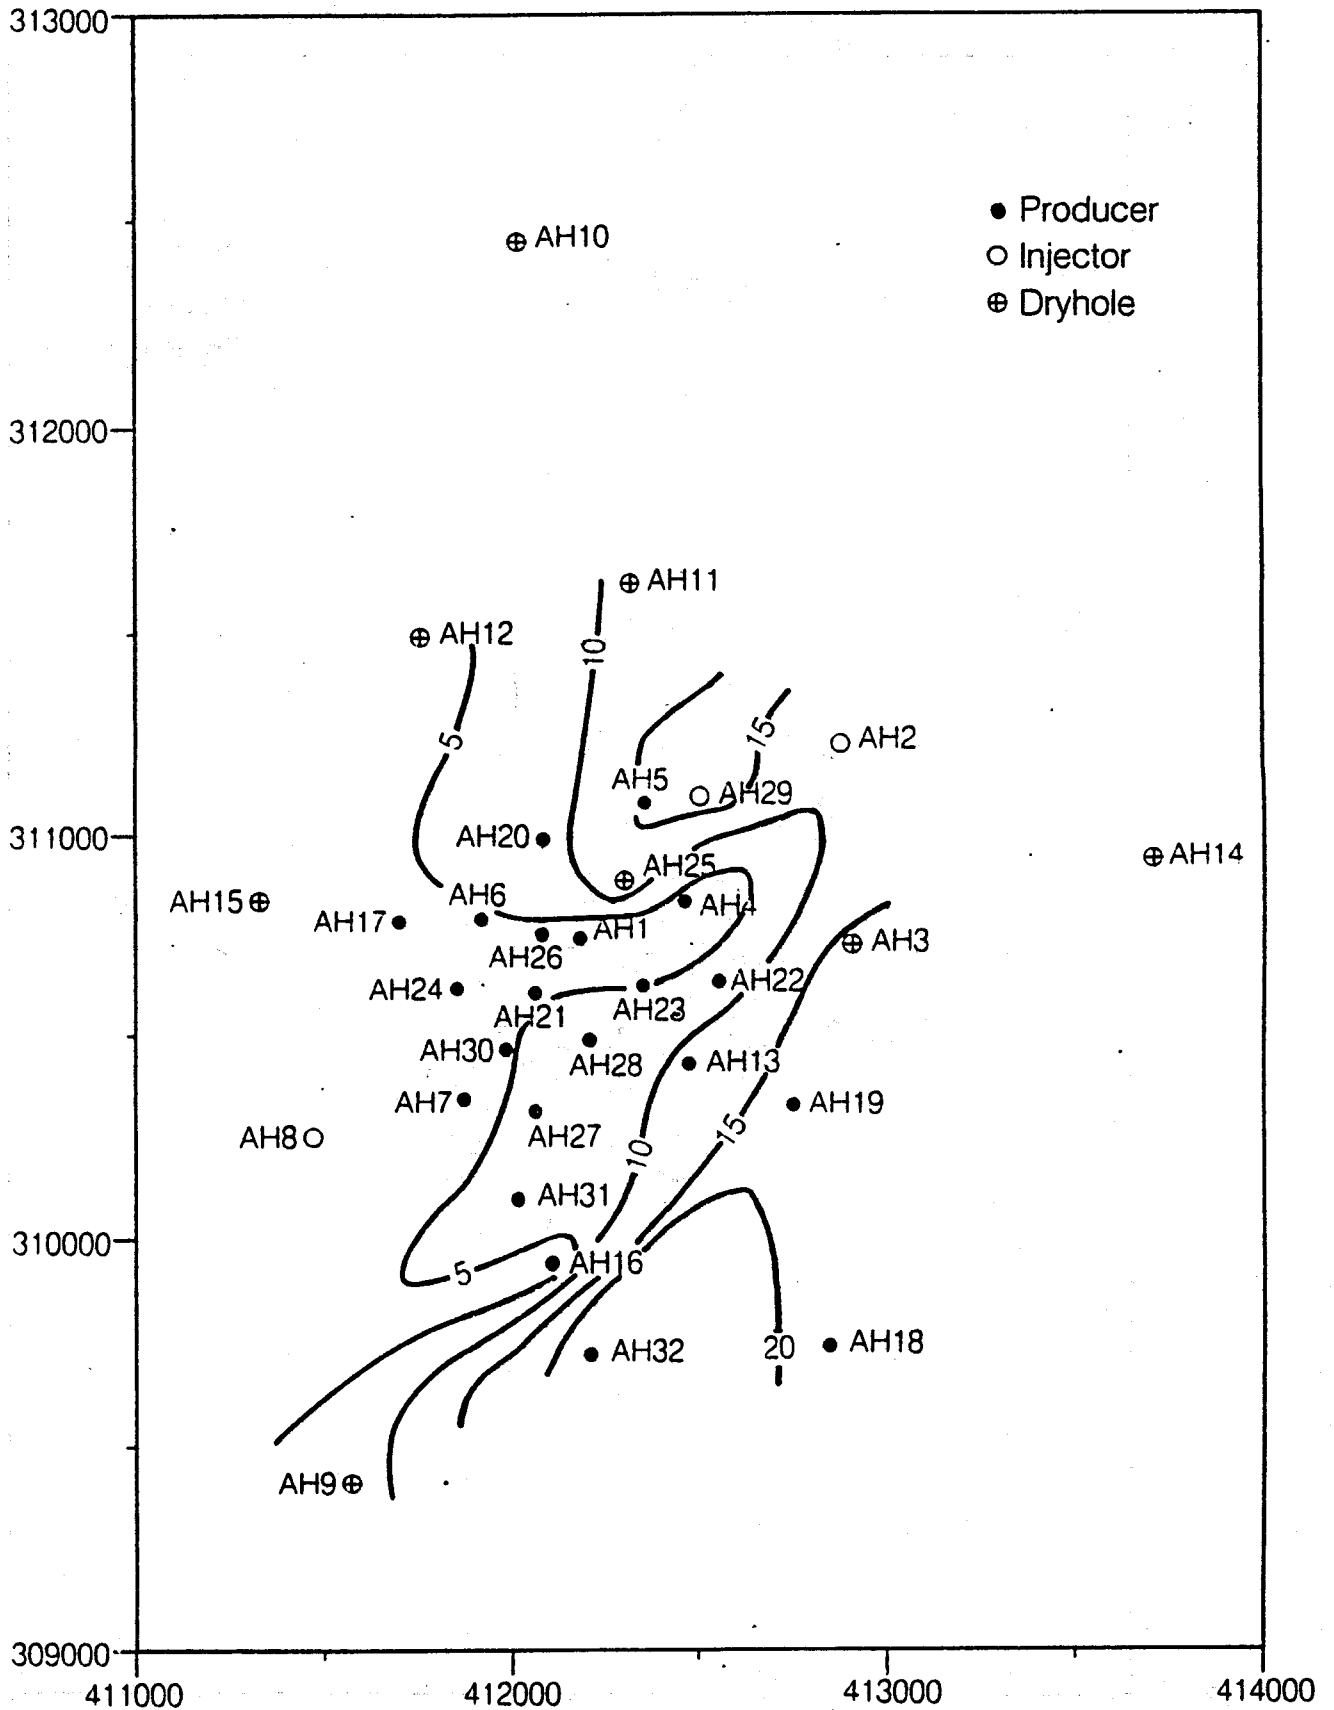 313000
Producer
Injector
Dryhole
AH10
312000
AH11
AH12
10
5
15
AH2
AH5
AH29
311000
AH20
AH14
AH25
AH6
AH15
AH4
AH17
AH1
AH3
AH26
AH24
AH22
AH23
AH21
AH30
AH28
AH13
AH7
AH19
AH27
15
AH8
10
AH31
310000
5
AH16
20
AH18
AH32
AH9
309000
411000
412000
413000
414000